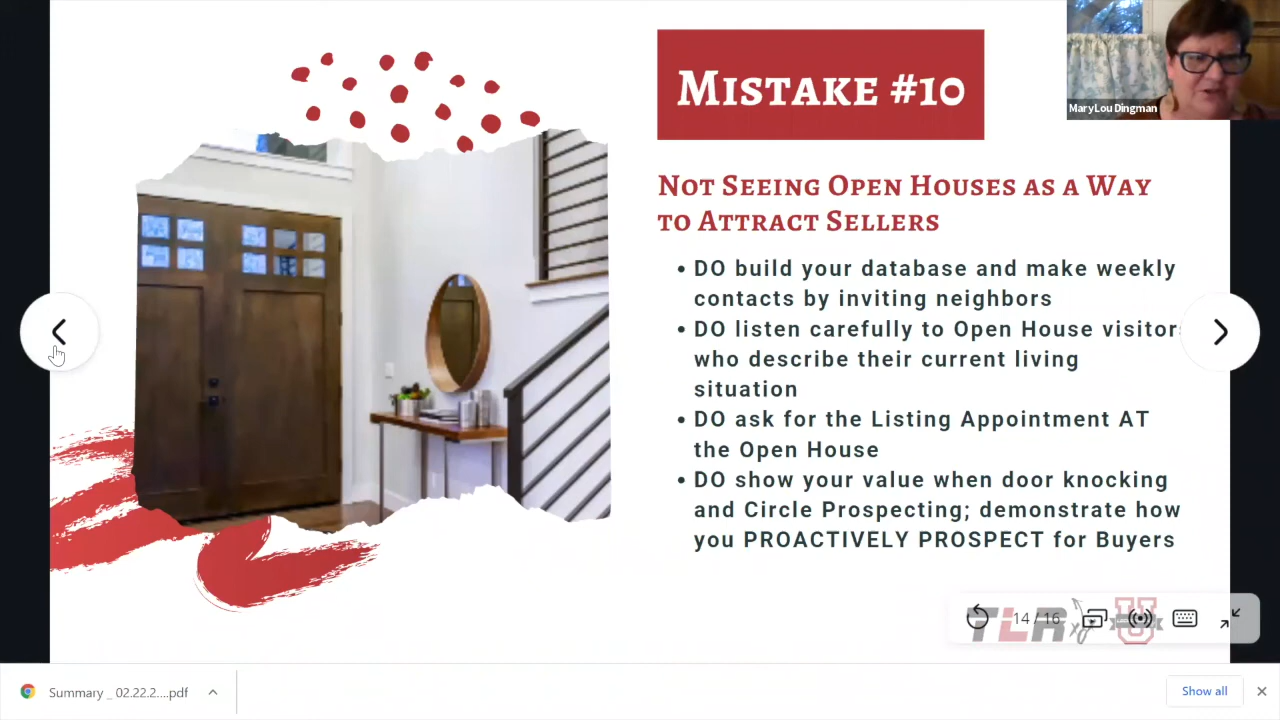 Mistake #10
MaryLou Dingman
Not Seeing Open Houses as a Way
to Attract Sellers
• DO build your database and make weekly
contacts by inviting neighbors
• DO listen carefully to Open House visitors
who describe their current living
situation
• DO ask for the Listing Appointment AT
the Open House
• DO show your value when door knocking
and Circle Prospecting; demonstrate how
you PROACTIVELY PROSPECT for Buyers
14 / 16
TLR
U
Summary _ 02.22.2....pdf
Show all